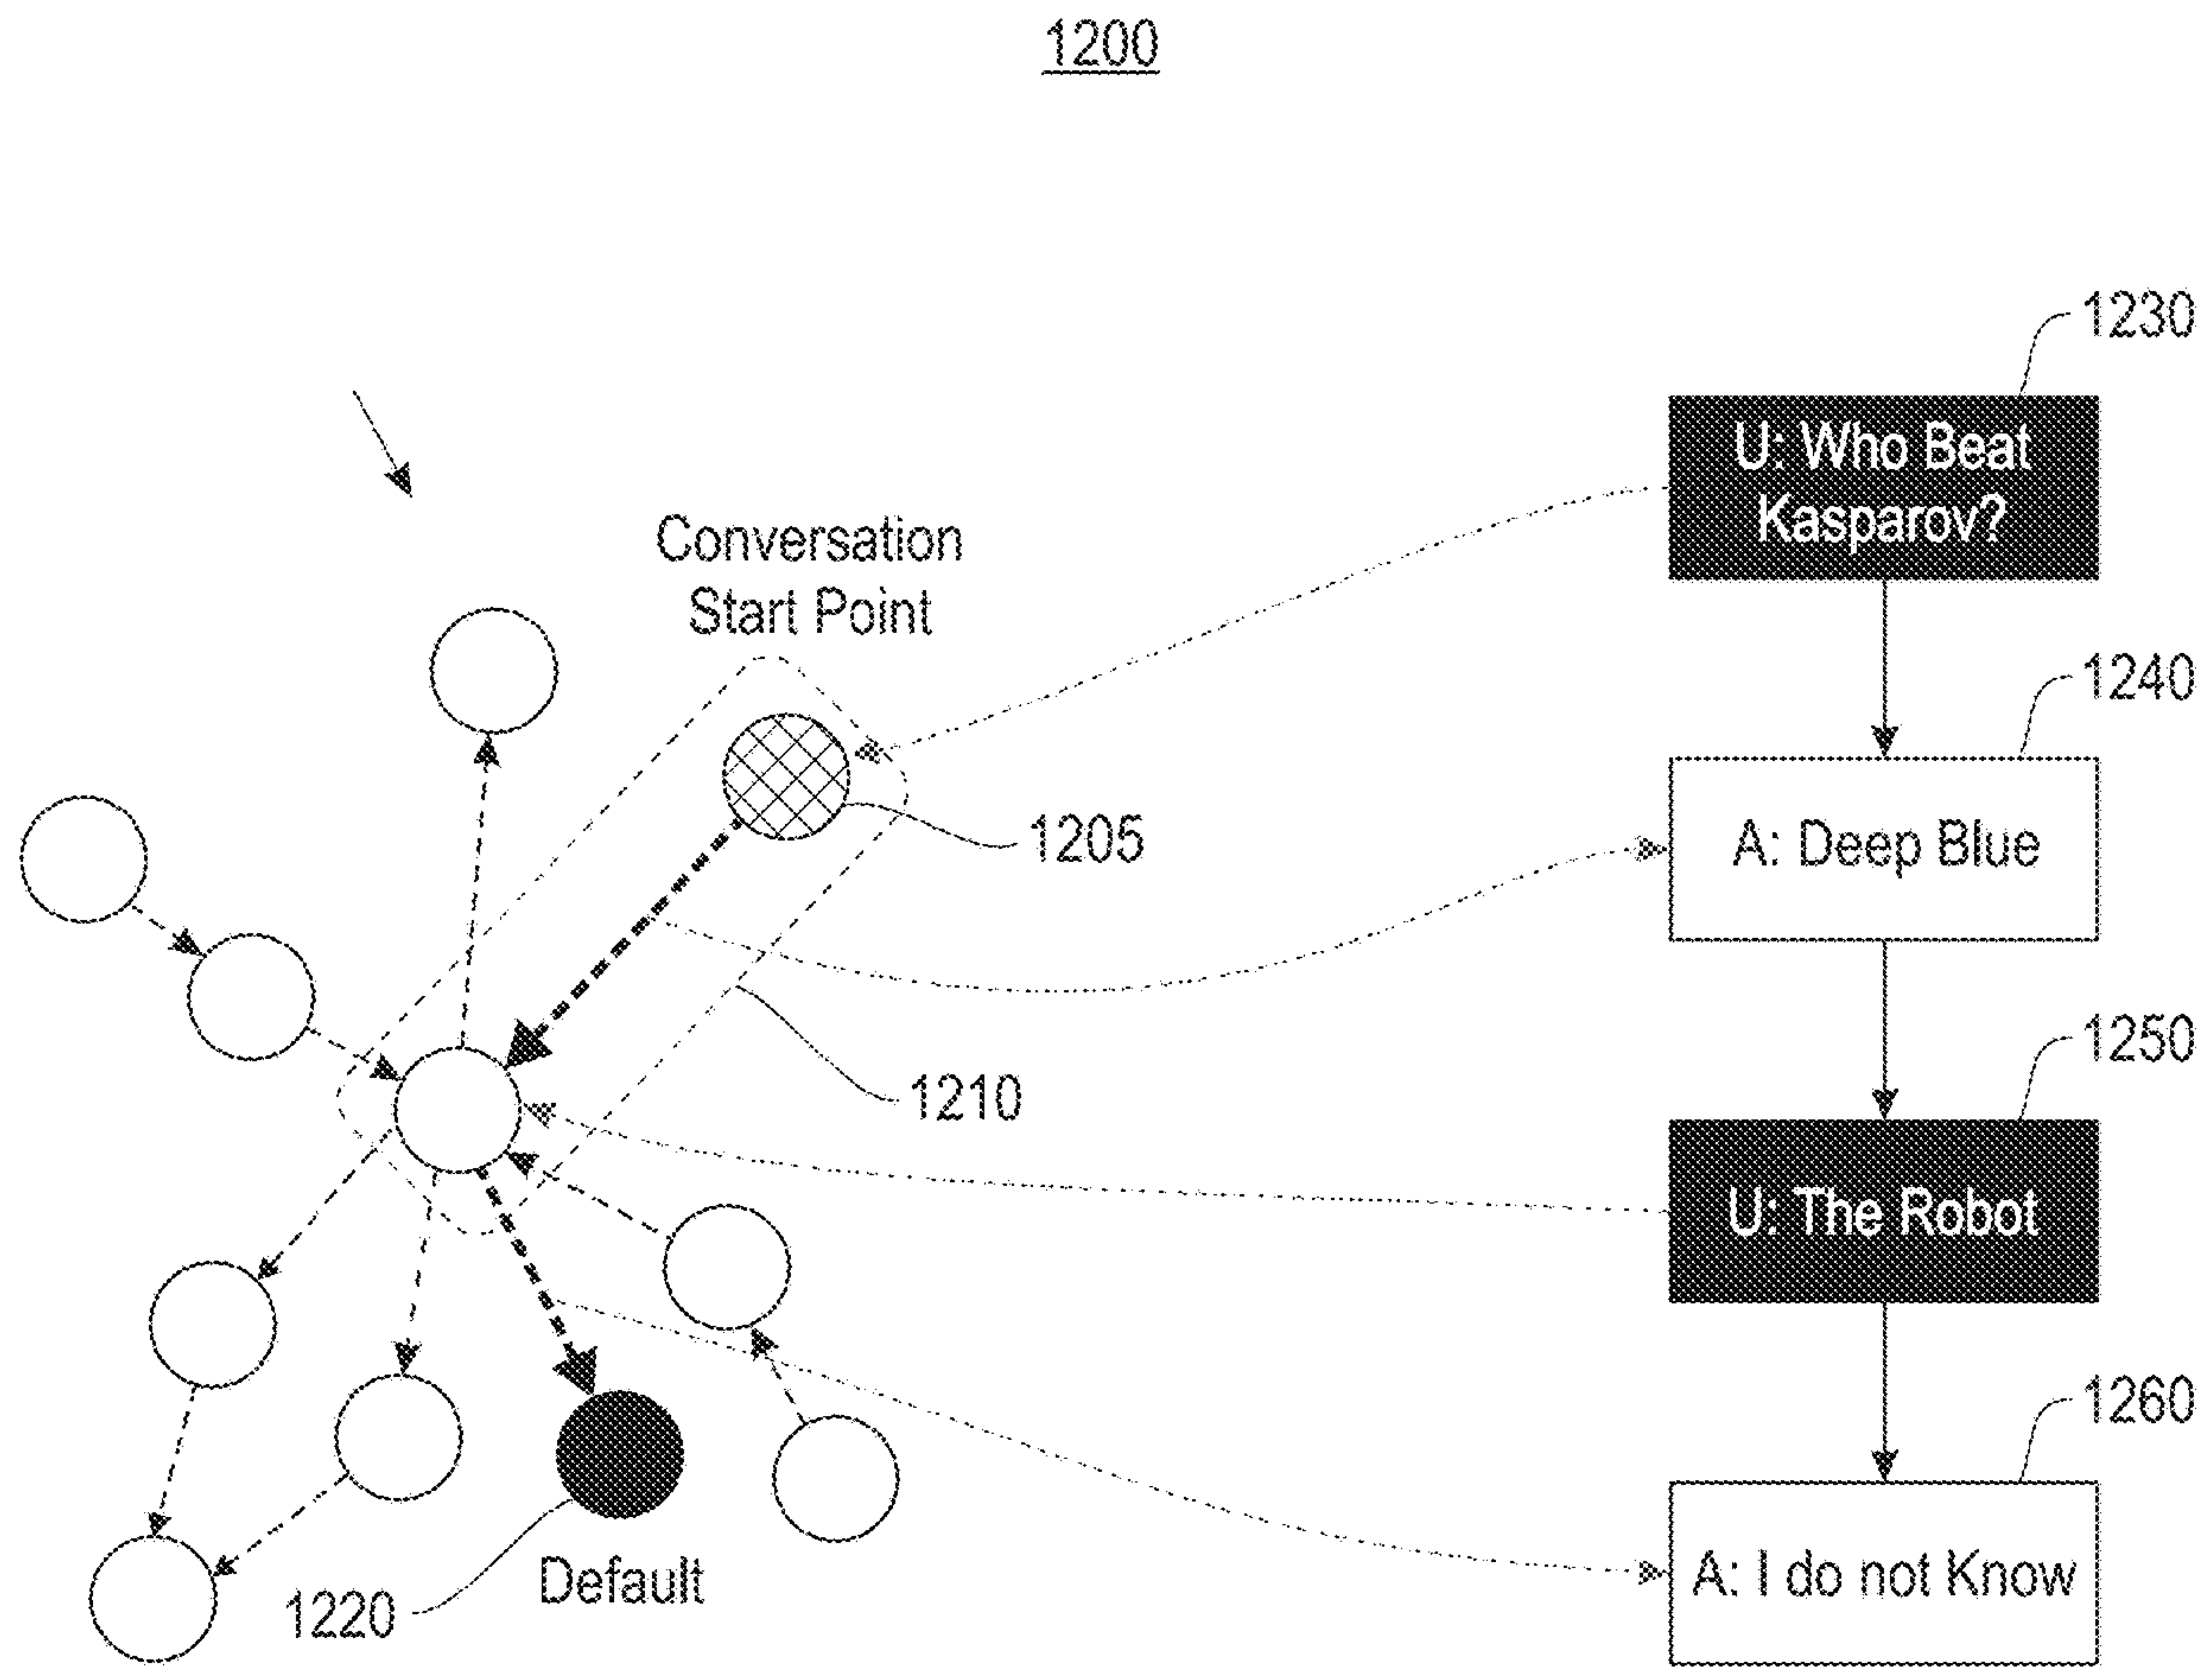 1200
1230
U: Who Beat
Kasparov?
Conversation
Start Point
1240
A: Deep Blue
1205
1250
1210
U: The Robot
1260
A: I do not Know
Default
1220